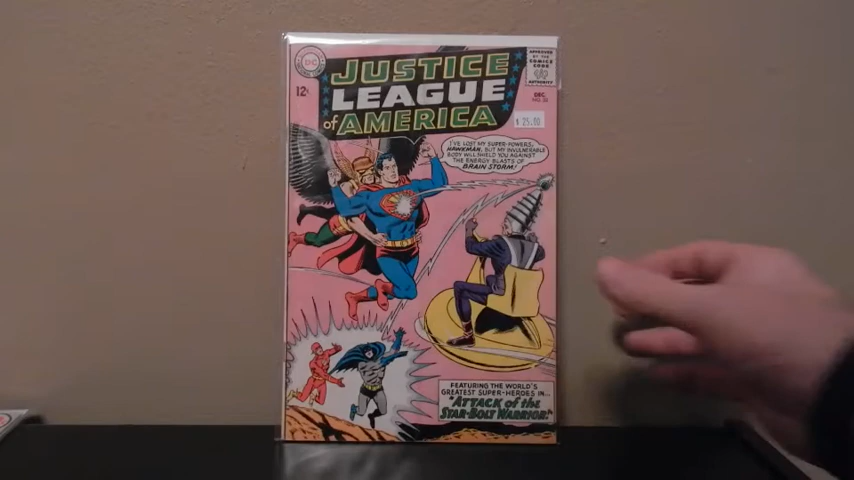 DC
APPROVED
BY THE
COMICS
CODE
AUTHORITY
12¢
JUSTICE
LEAGUE
of AMERICA
DEC.
NO. 32
$ 25.00
I'VE LOST MY SUPER-POWERS,
HAWKMAN, BUT MY INVULNERABLE
BODY WILL SHIELD YOU AGAINST
THE ENERGY BLASTS OF
BRAIN STORM!
FEATURING THE WORLD'S
GREATEST SUPER-HEROES IN...
"ATTACK of the
STAR-BOLT WARRIOR!"